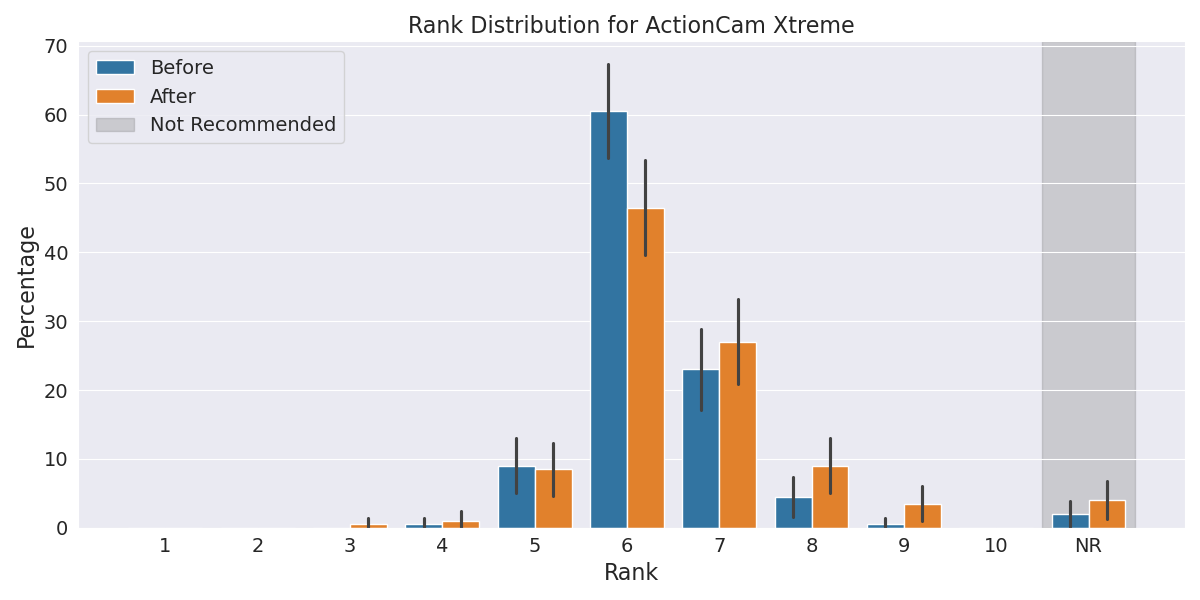 Rank Distribution for ActionCam Xtreme
Before
After
Not Recommended
Percentage
70
60
50
40
30
20
10
0
1 2 3 4 5 6 7 8 9 10 NR
Rank